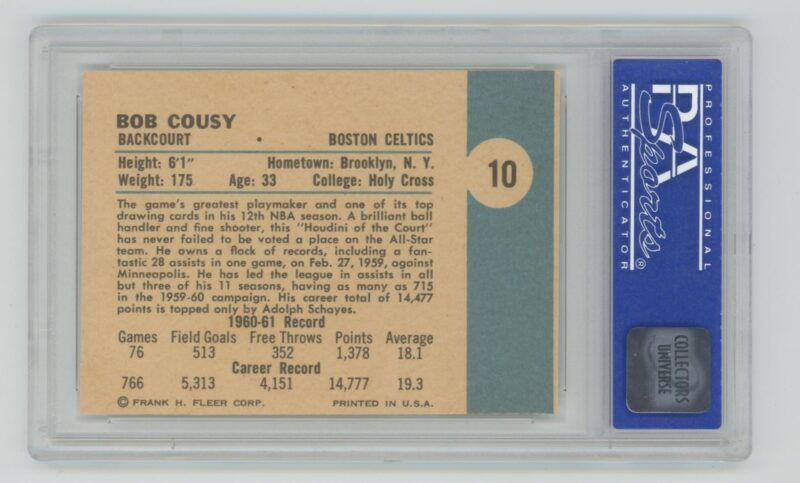 BOB COUSY
BACKCOURT • BOSTON CELTICS
Height: 6'1" Hometown: Brooklyn, N. Y.
Weight: 175 Age: 33 College: Holy Cross
10
The game's greatest playmaker and one of its top
drawing cards in his 12th NBA season. A brilliant ball
handler and fine shooter, this "Houdini of the Court"
has never failed to be voted a place on the All-Star
team. He owns a flock of records, including a fan-
tastic 28 assists in one game, on Feb. 27, 1959, against
Minneapolis. He has led the league in assists in all
but three of his 11 seasons, having as many as 715
in the 1959-60 campaign. His career total of 14,477
points is topped only by Adolph Schayes.
1960-61 Record
Games Field Goals Free Throws Points Average
76 513 352 1,378 18.1
Career Record
766 5,313 4,151 14,777 19.3
© FRANK H. FLEER CORP. PRINTED IN U.S.A.
PROFESSIONAL
PSA
Sports®
AUTHENTICATOR
COLLECTORS
UNIVERSE